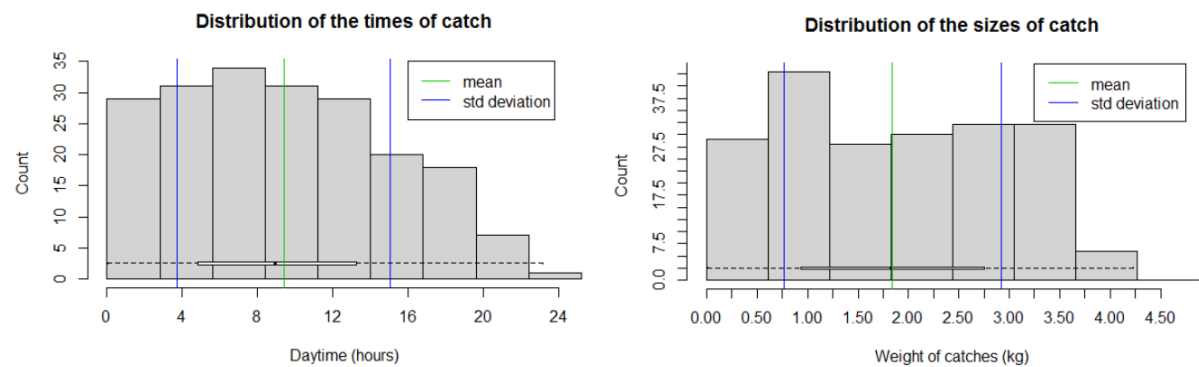 Distribution of the times of catch
35
30
25
20
15
10
5
0
Count
mean
std deviation
0 4 8 12 16 20 24
Daytime (hours)
Distribution of the sizes of catch
37.5
27.5
17.5
7.5
0.0
Count
mean
std deviation
0.00 0.50 1.00 1.50 2.00 2.50 3.00 3.50 4.00 4.50
Weight of catches (kg)